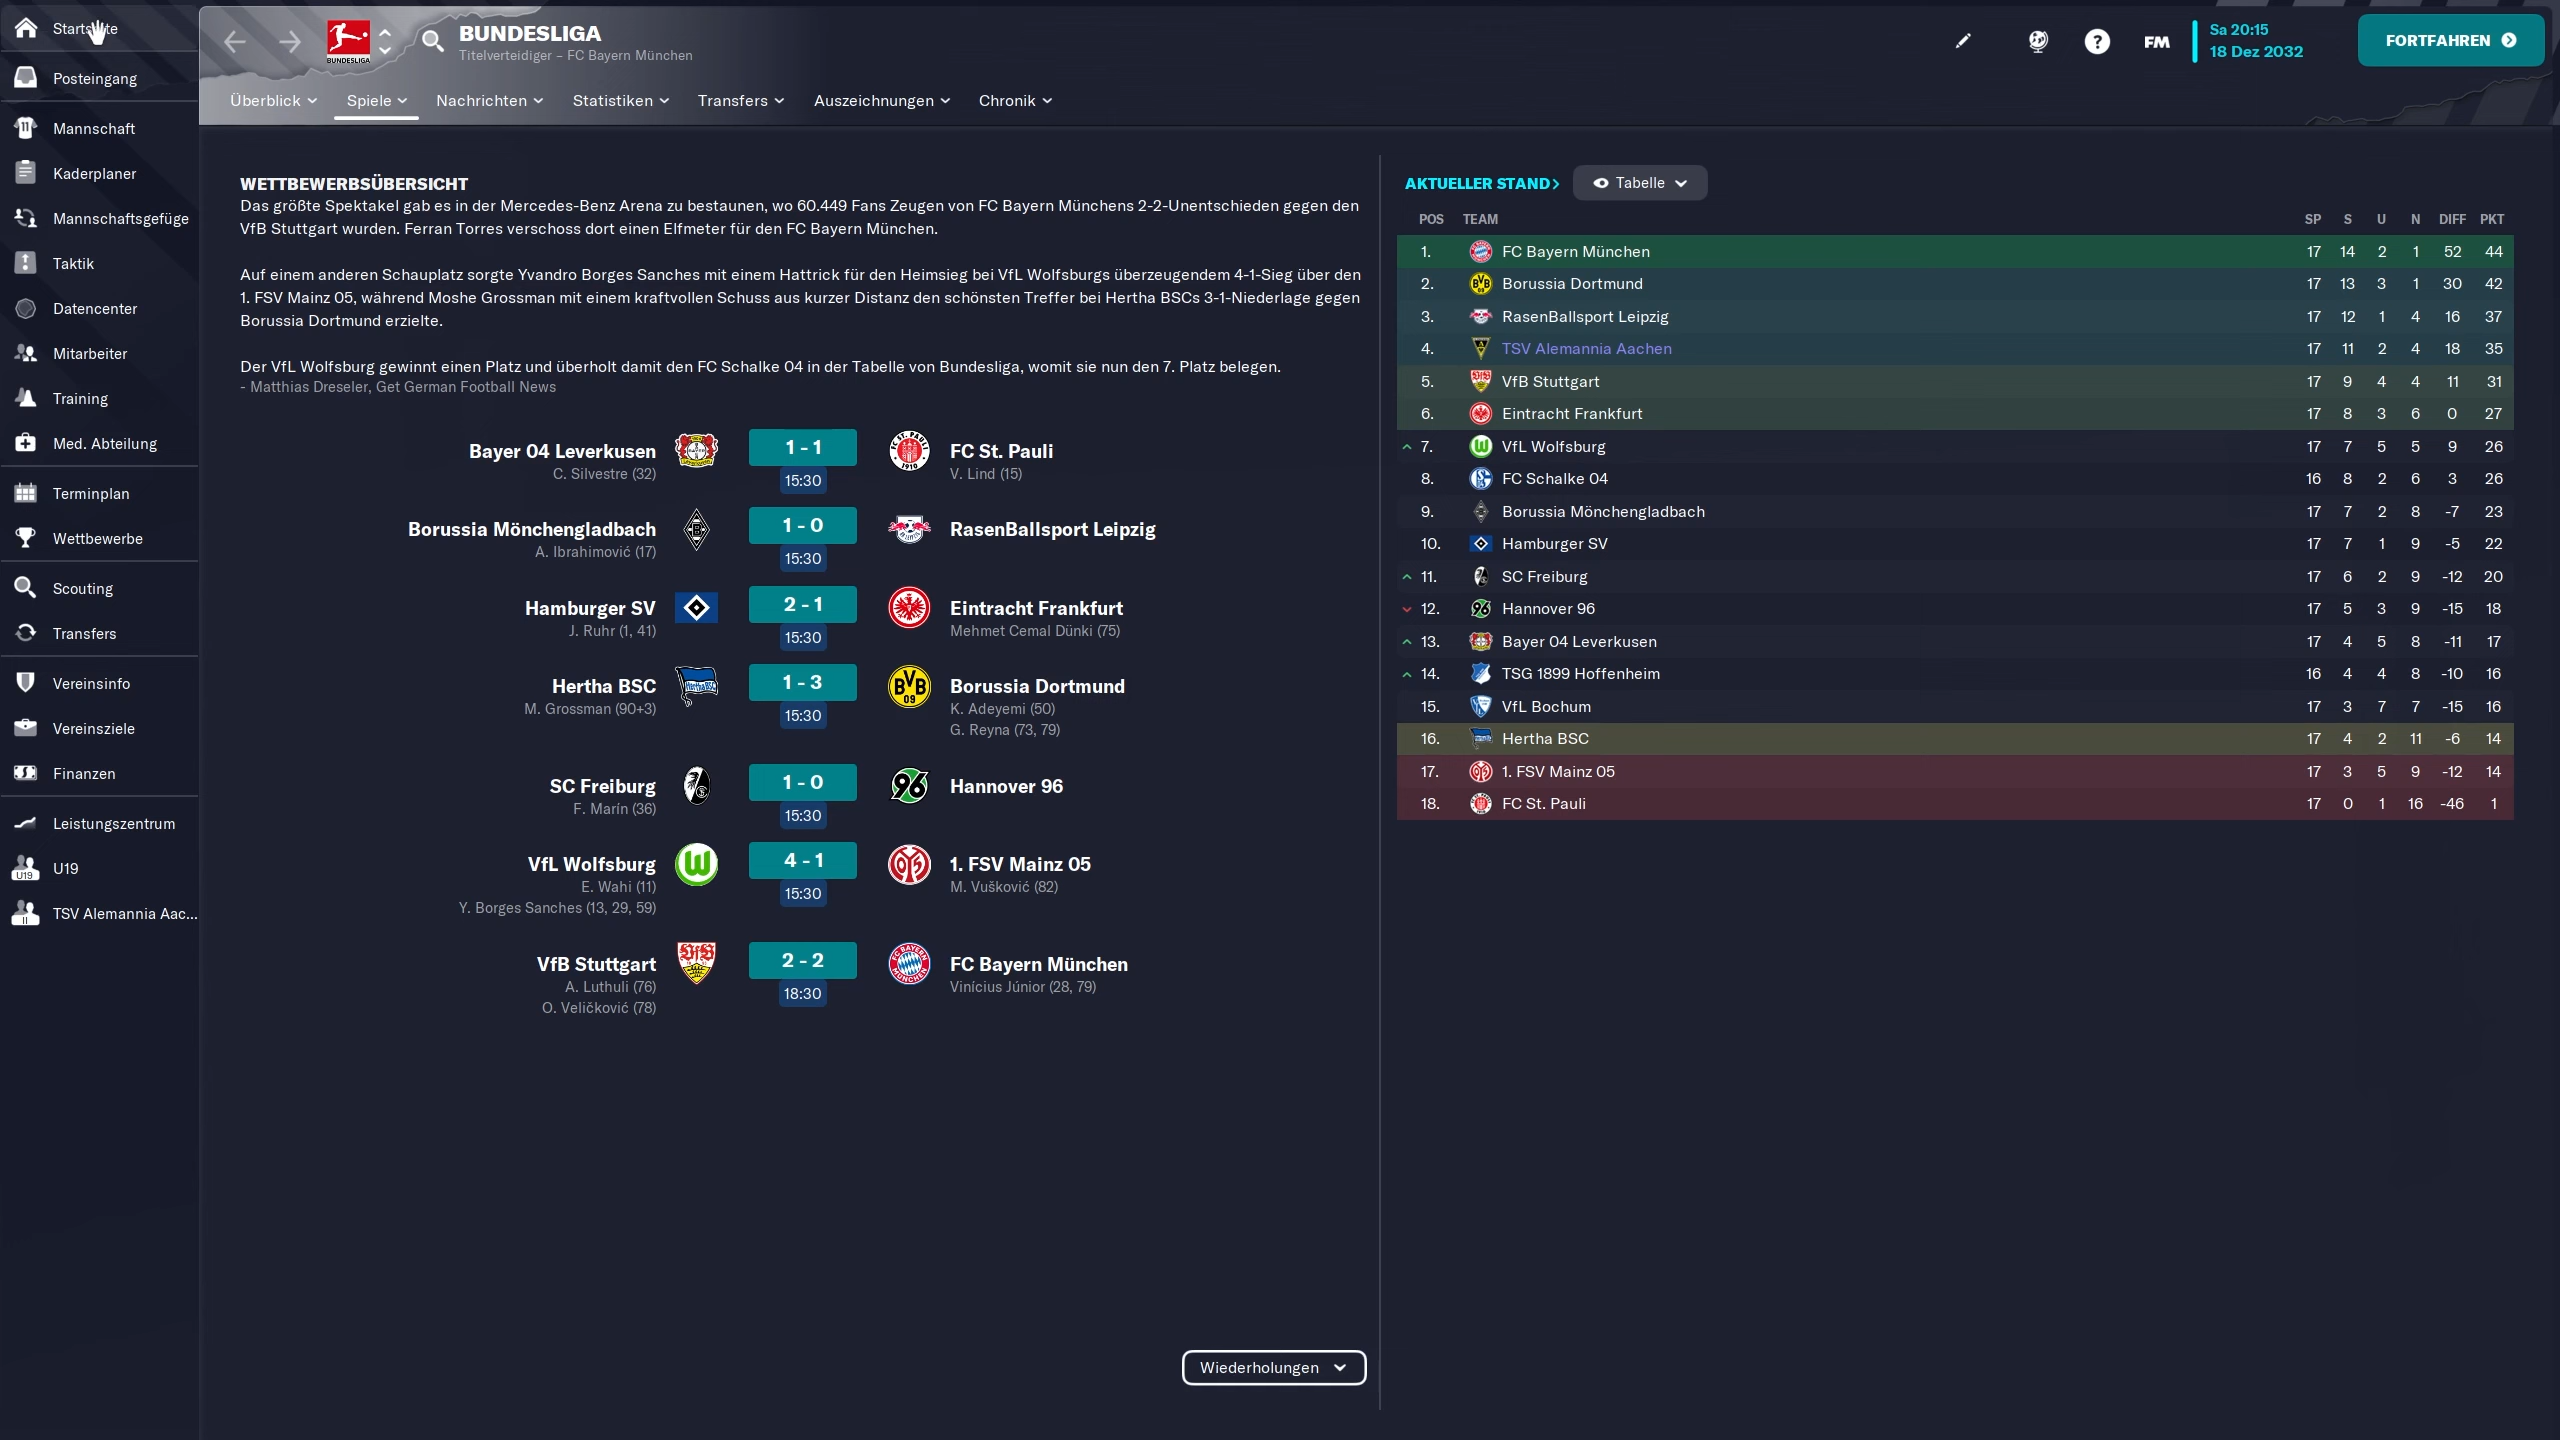 Startseite
Posteingang
Mannschaft
Kaderplaner
Mannschaftsgefüge
Taktik
Datencenter
Mitarbeiter
Training
Med. Abteilung
Terminplan
Wettbewerbe
Scouting
Transfers
Vereinsinfo
Vereinsziele
Finanzen
Leistungszentrum
U19
TSV Alemannia Aac...
BUNDESLIGA
Titelverteidiger - FC Bayern München
FM
Sa 20:15
18 Dez 2032
FORTFAHREN
Überblick Spiele Nachrichten Statistiken Transfers Auszeichnungen Chronik
WETTBEWERBSÜBERSICHT
Das größte Spektakel gab es in der Mercedes-Benz Arena zu bestaunen, wo 60.449 Fans Zeugen von FC Bayern Münchens 2-2-Unentschieden gegen den
VfB Stuttgart wurden. Ferran Torres verschoss dort einen Elfmeter für den FC Bayern München.
Auf einem anderen Schauplatz sorgte Yvandro Borges Sanches mit einem Hattrick für den Heimsieg bei VfL Wolfsburgs überzeugendem 4-1-Sieg über den
1. FSV Mainz 05, während Moshe Grossman mit einem kraftvollen Schuss aus kurzer Distanz den schönsten Treffer bei Hertha BSCs 3-1-Niederlage gegen
Borussia Dortmund erzielte.
Der VfL Wolfsburg gewinnt einen Platz und überholt damit den FC Schalke 04 in der Tabelle von Bundesliga, womit sie nun den 7. Platz belegen.
- Matthias Dreseler, Get German Football News
Bayer 04 Leverkusen 1 - 1 FC St. Pauli
C. Silvestre (32) 15:30 V. Lind (15)
Borussia Mönchengladbach 1 - 0 RasenBallsport Leipzig
A. Ibrahimović (17) 15:30
Hamburger SV 2 - 1 Eintracht Frankfurt
J. Ruhr (1, 41) 15:30 Mehmet Cemal Dünki (75)
Hertha BSC 1 - 3 Borussia Dortmund
M. Grossman (90+3) 15:30 K. Adeyemi (50)
G. Reyna (73, 79)
SC Freiburg 1 - 0 Hannover 96
F. Marín (36) 15:30
VfL Wolfsburg 4 - 1 1. FSV Mainz 05
E. Wahi (11) 15:30 M. Vušković (82)
Y. Borges Sanches (13, 29, 59)
VfB Stuttgart 2 - 2 FC Bayern München
A. Luthuli (76) 18:30 Vinícius Júnior (28, 79)
O. Veličković (78)
Wiederholungen
AKTUELLER STAND> Tabelle
POS TEAM SP S U N DIFF PKT
1. FC Bayern München 17 14 2 1 52 44
2. Borussia Dortmund 17 13 3 1 30 42
3. RasenBallsport Leipzig 17 12 1 4 16 37
4. TSV Alemannia Aachen 17 11 2 4 18 35
5. VfB Stuttgart 17 9 4 4 11 31
6. Eintracht Frankfurt 17 8 3 6 0 27
7. VfL Wolfsburg 17 7 5 5 9 26
8. FC Schalke 04 16 8 2 6 3 26
9. Borussia Mönchengladbach 17 7 2 8 -7 23
10. Hamburger SV 17 7 1 9 -5 22
11. SC Freiburg 17 6 2 9 -12 20
12. Hannover 96 17 5 3 9 -15 18
13. Bayer 04 Leverkusen 17 4 5 8 -11 17
14. TSG 1899 Hoffenheim 16 4 4 8 -10 16
15. VfL Bochum 17 3 7 7 -15 16
16. Hertha BSC 17 4 2 11 -6 14
17. 1. FSV Mainz 05 17 3 5 9 -12 14
18. FC St. Pauli 17 0 1 16 -46 1